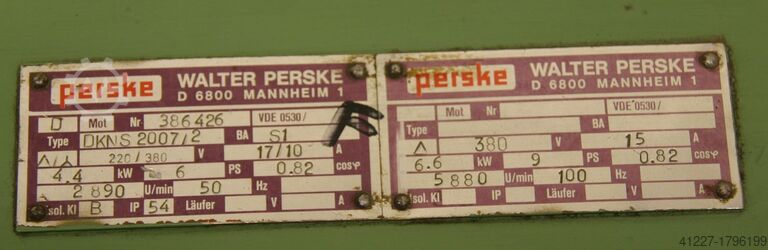 perske WALTER PERSKE
D 6800 MANNHEIM 1
D Mot Nr 386426 VDE 0530/
Type DKNS 2007/2 BA S1
△/⅄ 220/380 V 17/10 A
4.4 kW 6 PS 0.82 cosφ
2890 U/min 50 Hz
Isol. Kl B IP 54 Läufer V A
F
perske WALTER PERSKE
D 6800 MANNHEIM 1
Mot Nr VDE 0530/
Type BA
△ 380 V 15 A
6.6 kW 9 PS 0.82 cosφ
5880 U/min 100 Hz
Isol. Kl IP Läufer V A
41227-1796199